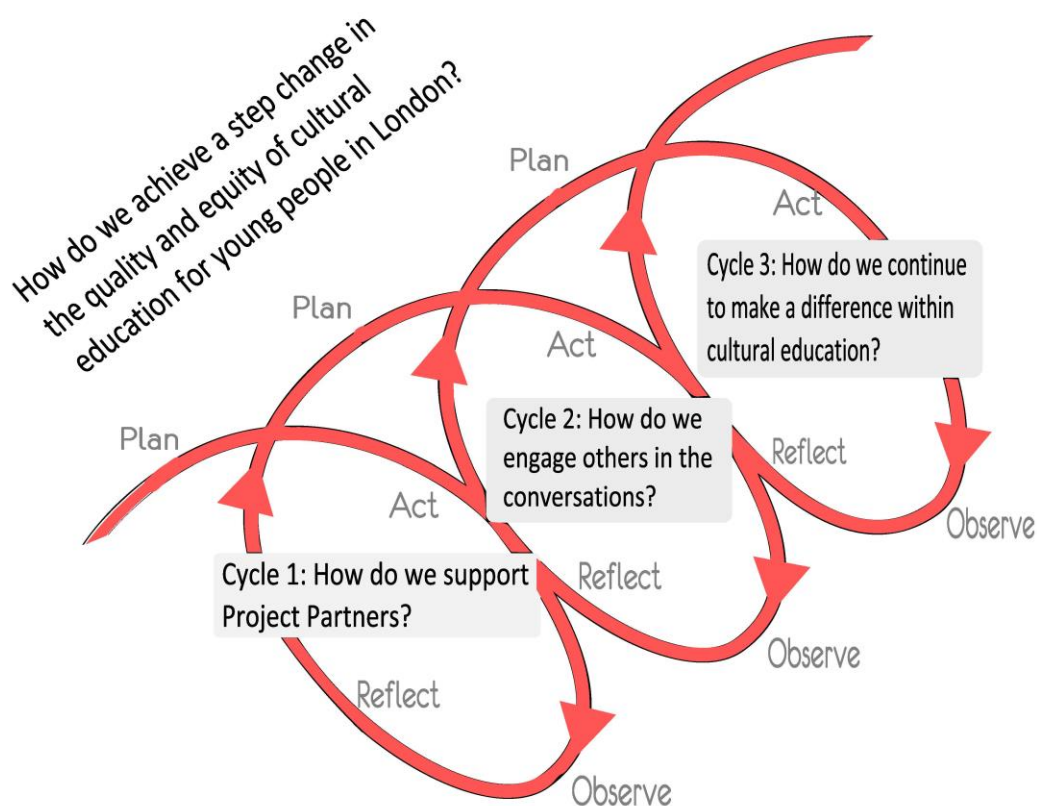 How do we achieve a step change in
the quality and equity of cultural
education for young people in London?
Plan
Act
Cycle 3: How do we continue
to make a difference within
cultural education?
Reflect
Observe
Plan
Act
Cycle 2: How do we
engage others in the
conversations?
Reflect
Observe
Plan
Act
Cycle 1: How do we support
Project Partners?
Reflect
Observe